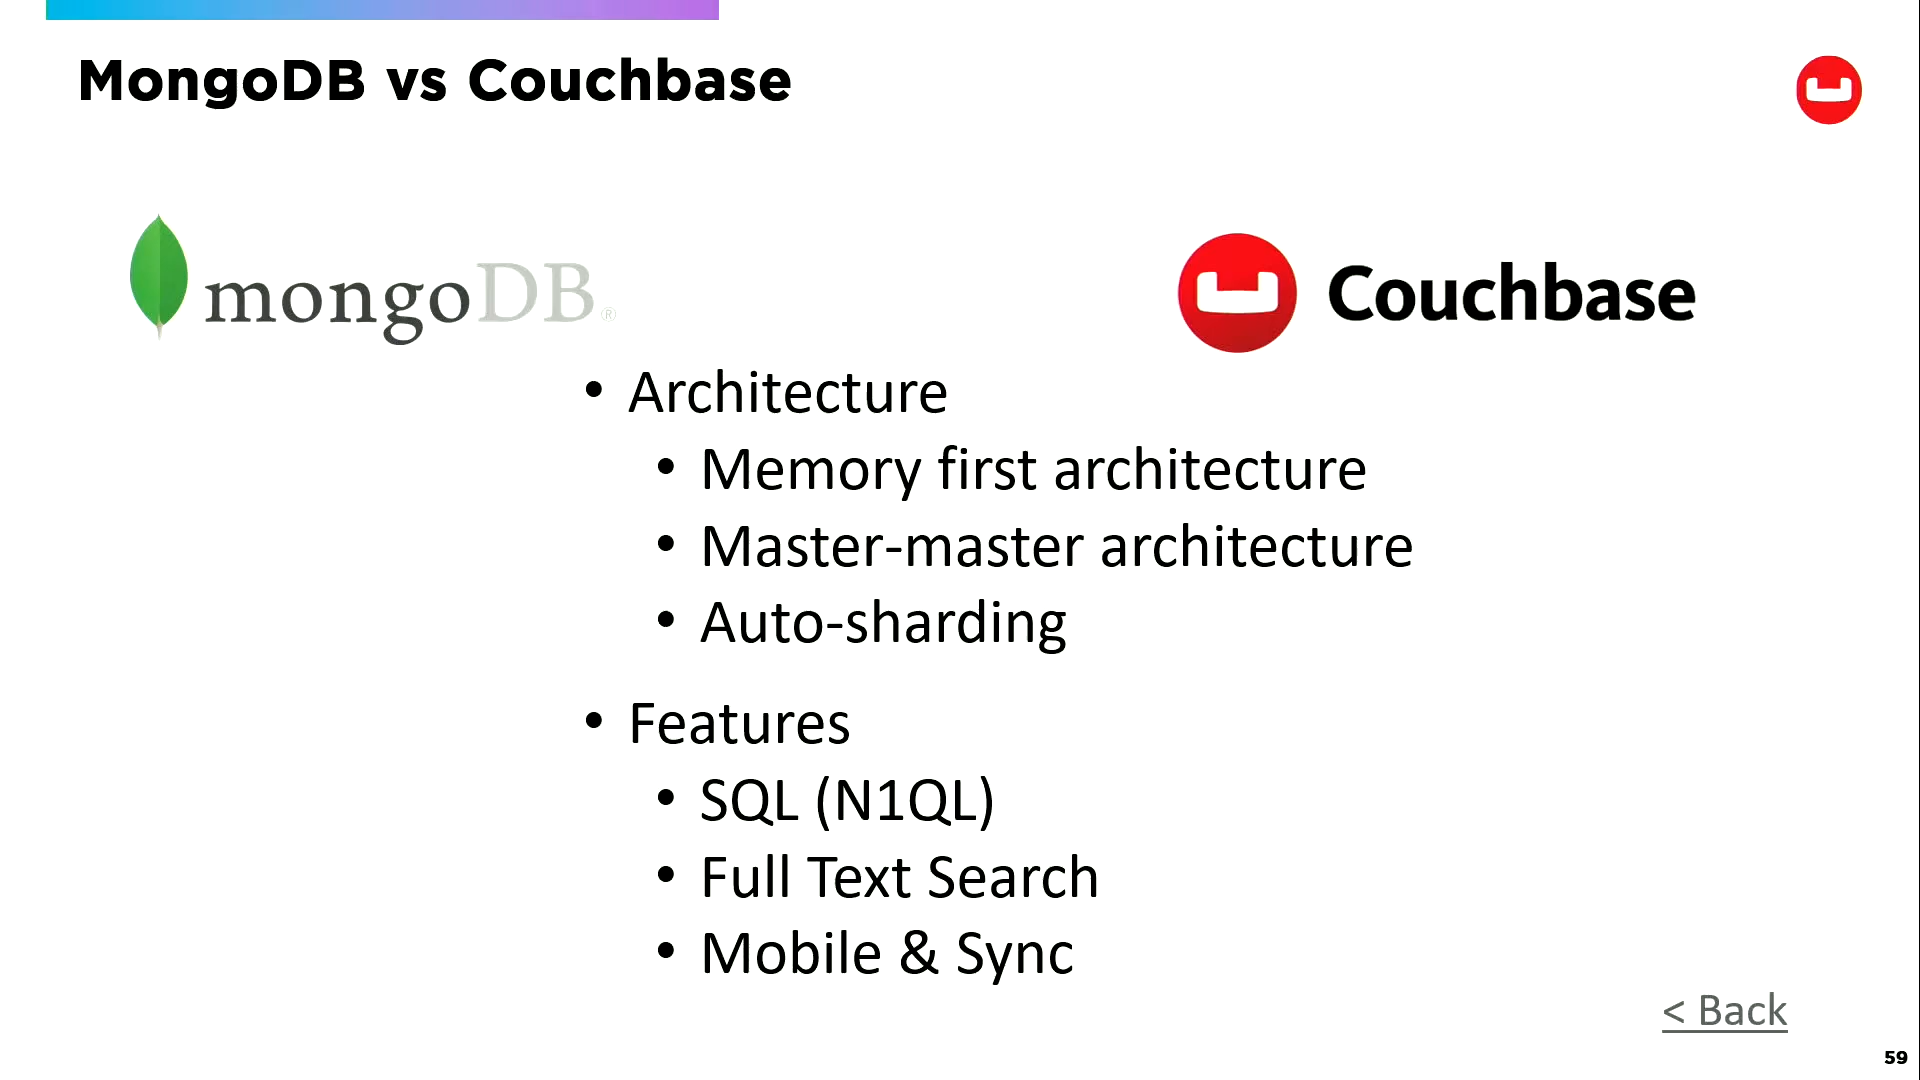 MongoDB vs Couchbase
mongoDB®
Couchbase
• Architecture
• Memory first architecture
• Master-master architecture
• Auto-sharding
• Features
• SQL (N1QL)
• Full Text Search
• Mobile & Sync
< Back
59